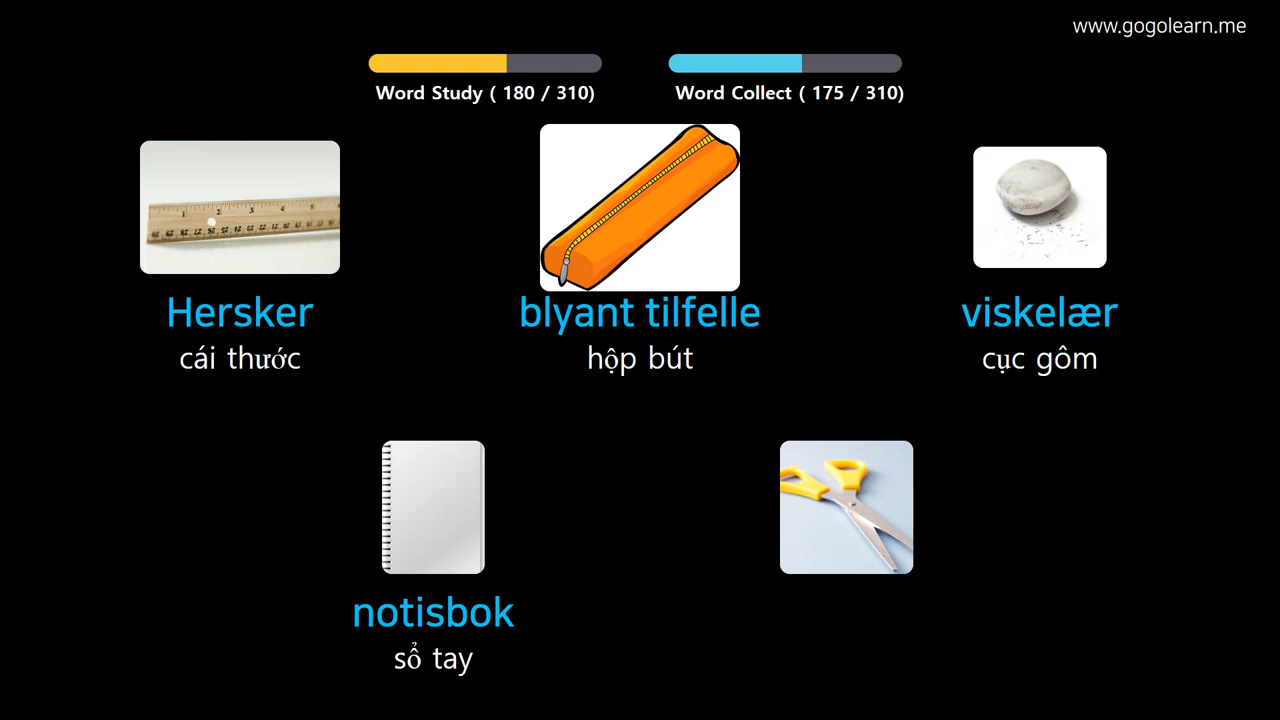 www.gogolearn.me
Word Study ( 180 / 310)
Word Collect ( 175 / 310)
Hersker
cái thước
blyant tilfelle
hộp bút
viskelær
cục gôm
notisbok
sổ tay